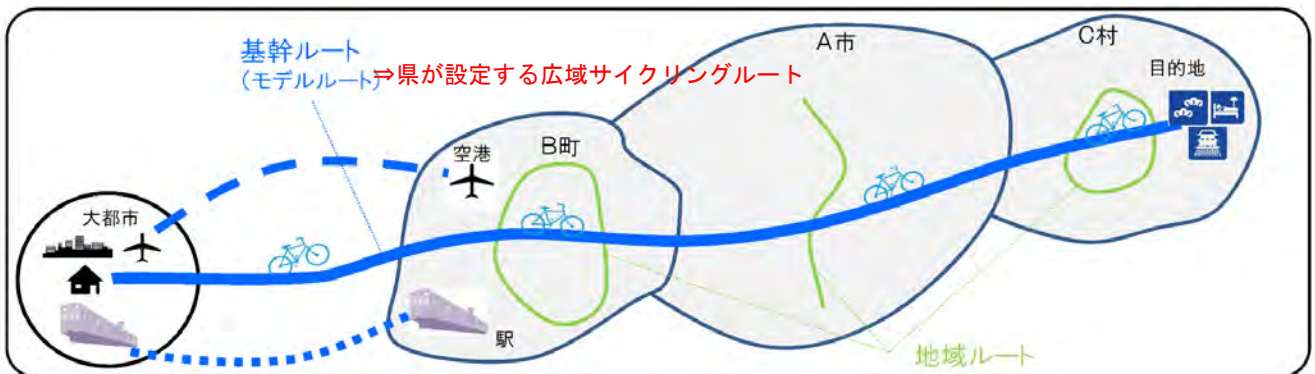 基幹ルート
(モデルルート)⇒県が設定する広域サイクリングルート
A市
C村
目的地
B町
空港
大都市
駅
地域ルート